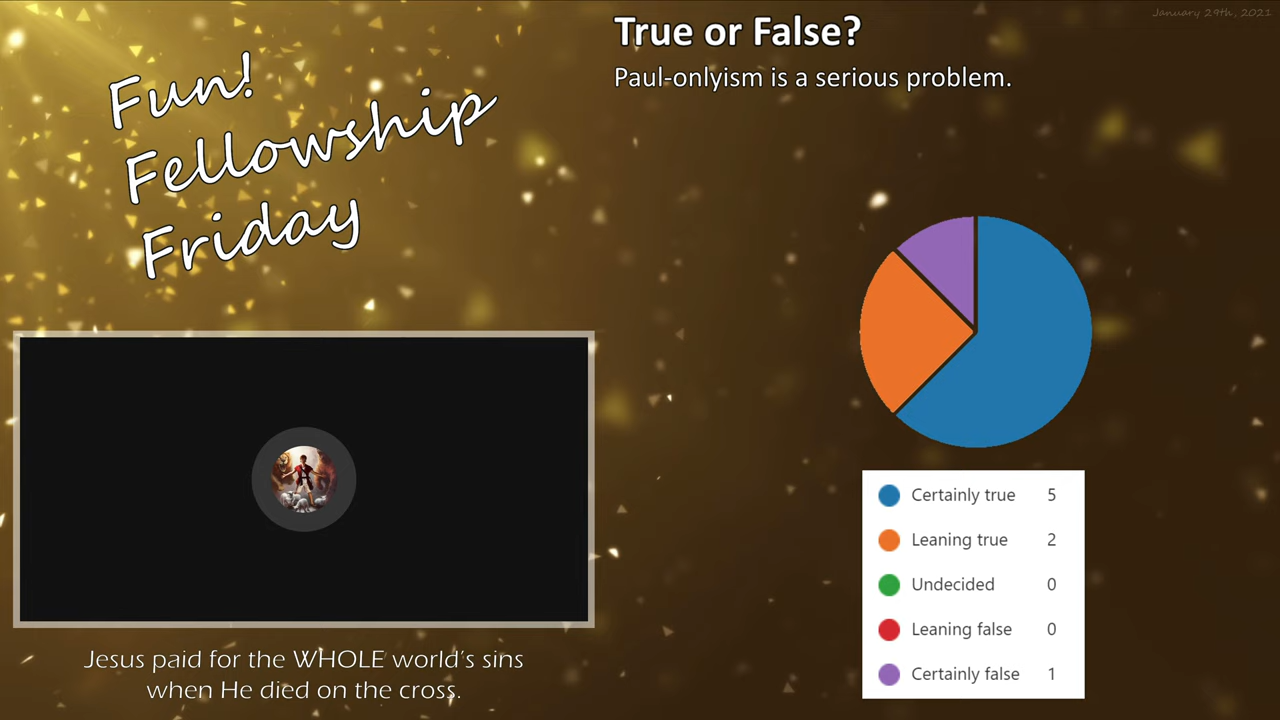 Fun!
Fellowship
Friday
January 29th, 2021
True or False?
Paul-onlyism is a serious problem.
Certainly true 5
Leaning true 2
Undecided 0
Leaning false 0
Certainly false 1
Jesus paid for the WHOLE world's sins
when He died on the cross.